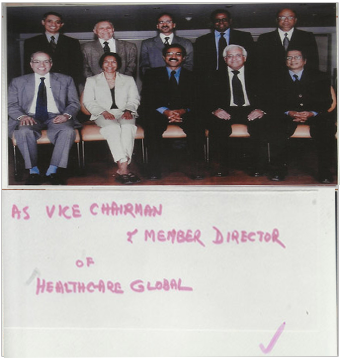 AS VICE CHAIRMAN
& MEMBER DIRECTOR
OF
HEALTHCARE GLOBAL